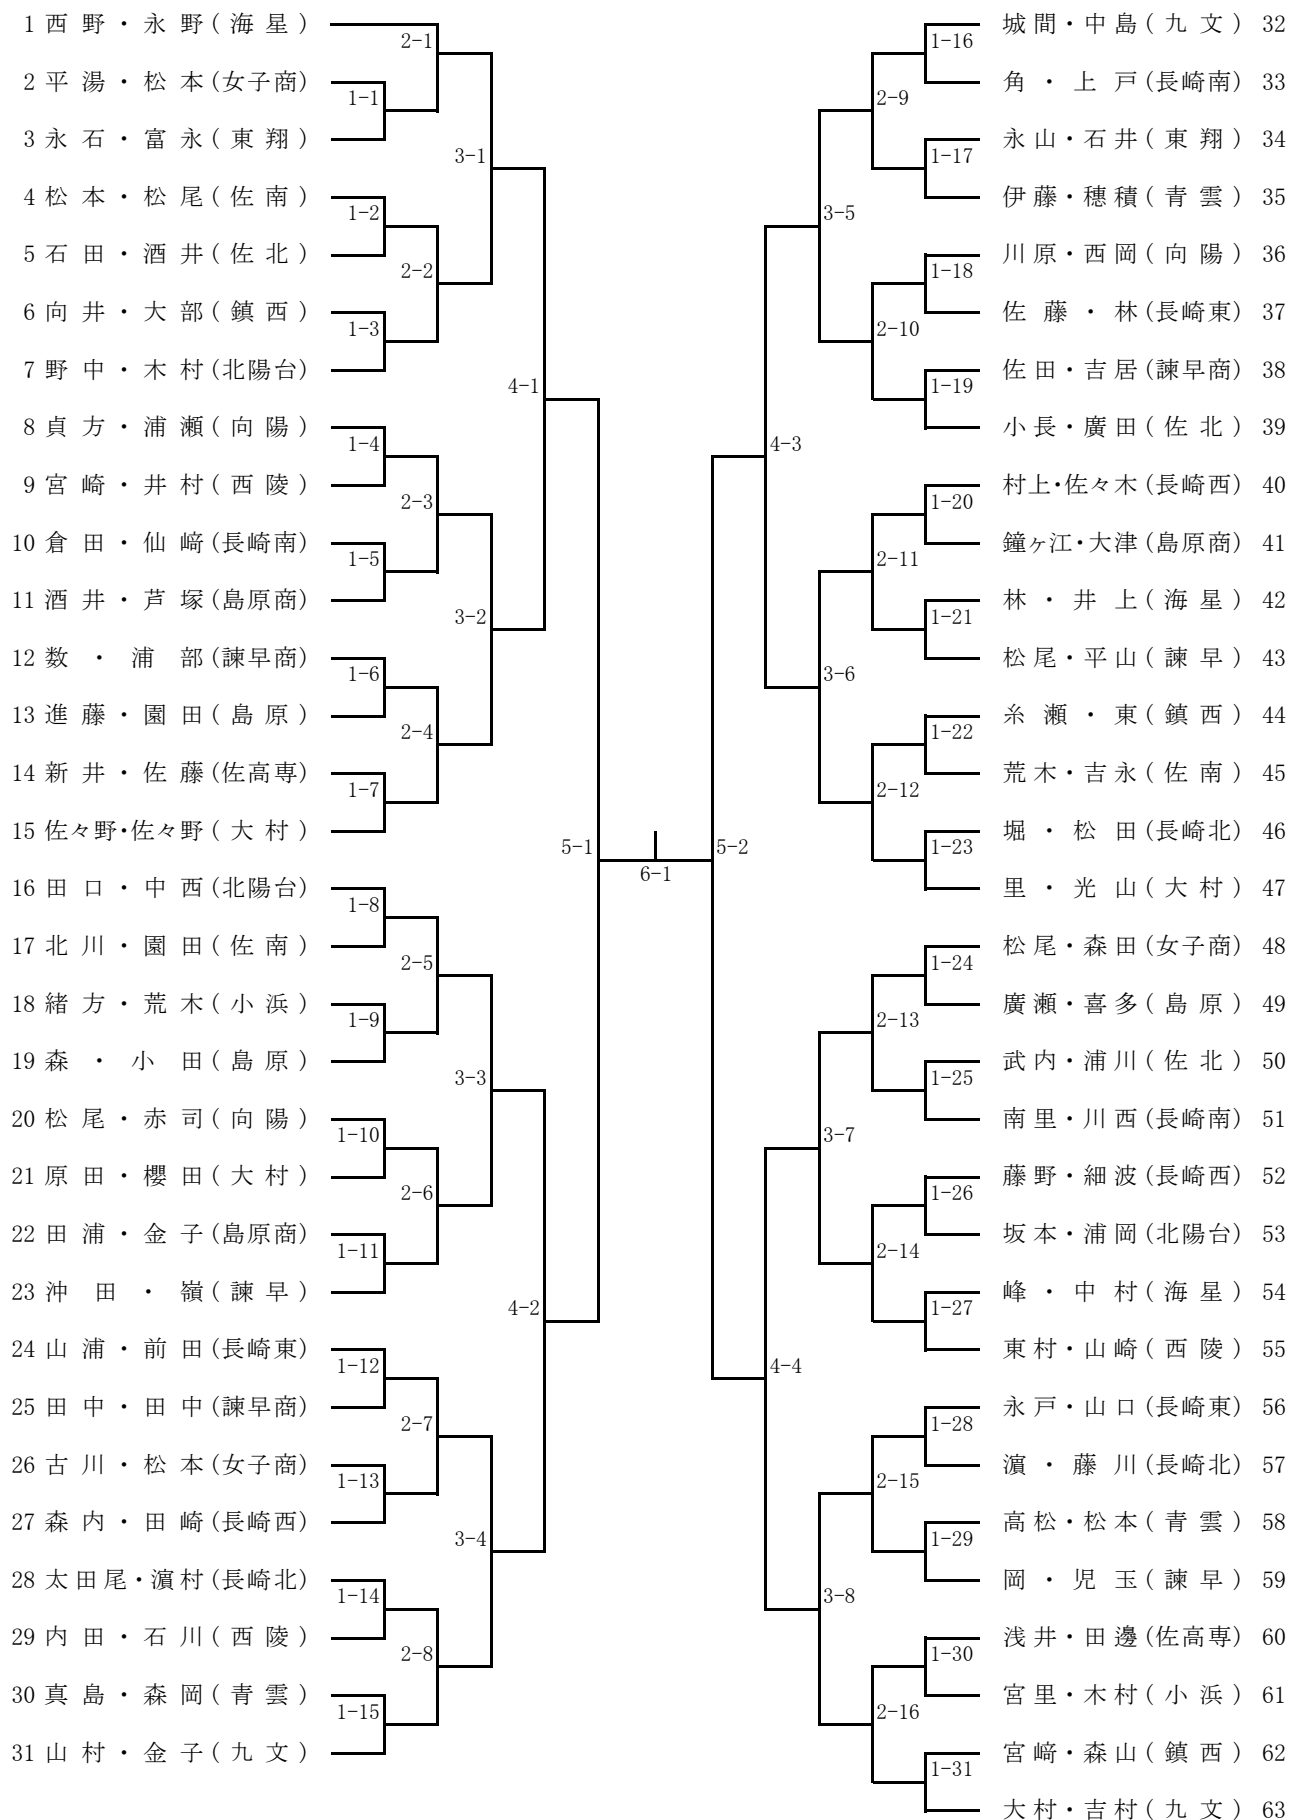 1 西野・永野(海星)
2 平湯・松本(女子商)
3 永石・富永(東翔)
4 松本・松尾(佐南)
5 石田・酒井(佐北)
6 向井・大部(鎮西)
7 野中・木村(北陽台)
8 貞方・浦瀬(向陽)
9 宮崎・井村(西陵)
10 倉田・仙﨑(長崎南)
11 酒井・芦塚(島原商)
12 数・浦部(諫早商)
13 進藤・園田(島原)
14 新井・佐藤(佐高専)
15 佐々野・佐々野(大村)
16 田口・中西(北陽台)
17 北川・園田(佐南)
18 緒方・荒木(小浜)
19 森・小田(島原)
20 松尾・赤司(向陽)
21 原田・櫻田(大村)
22 田浦・金子(島原商)
23 沖田・嶺(諫早)
24 山浦・前田(長崎東)
25 田中・田中(諫早商)
26 古川・松本(女子商)
27 森内・田崎(長崎西)
28 太田尾・濵村(長崎北)
29 内田・石川(西陵)
30 真島・森岡(青雲)
31 山村・金子(九文)
1-1
1-2
1-3
1-4
1-5
1-6
1-7
1-8
1-9
1-10
1-11
1-12
1-13
1-14
1-15
2-1
2-2
2-3
2-4
2-5
2-6
2-7
2-8
3-1
3-2
3-3
3-4
4-1
4-2
5-1
6-1
5-2
4-3
4-4
3-5
3-6
3-7
3-8
2-9
2-10
2-11
2-12
2-13
2-14
2-15
2-16
1-16
1-17
1-18
1-19
1-20
1-21
1-22
1-23
1-24
1-25
1-26
1-27
1-28
1-29
1-30
1-31
城間・中島(九文) 32
角・上戸(長崎南) 33
永山・石井(東翔) 34
伊藤・穂積(青雲) 35
川原・西岡(向陽) 36
佐藤・林(長崎東) 37
佐田・吉居(諫早商) 38
小長・廣田(佐北) 39
村上・佐々木(長崎西) 40
鐘ヶ江・大津(島原商) 41
林・井上(海星) 42
松尾・平山(諫早) 43
糸瀬・東(鎮西) 44
荒木・吉永(佐南) 45
堀・松田(長崎北) 46
里・光山(大村) 47
松尾・森田(女子商) 48
廣瀬・喜多(島原) 49
武内・浦川(佐北) 50
南里・川西(長崎南) 51
藤野・細波(長崎西) 52
坂本・浦岡(北陽台) 53
峰・中村(海星) 54
東村・山崎(西陵) 55
永戸・山口(長崎東) 56
濵・藤川(長崎北) 57
高松・松本(青雲) 58
岡・児玉(諫早) 59
浅井・田邊(佐高専) 60
宮里・木村(小浜) 61
宮﨑・森山(鎮西) 62
大村・吉村(九文) 63